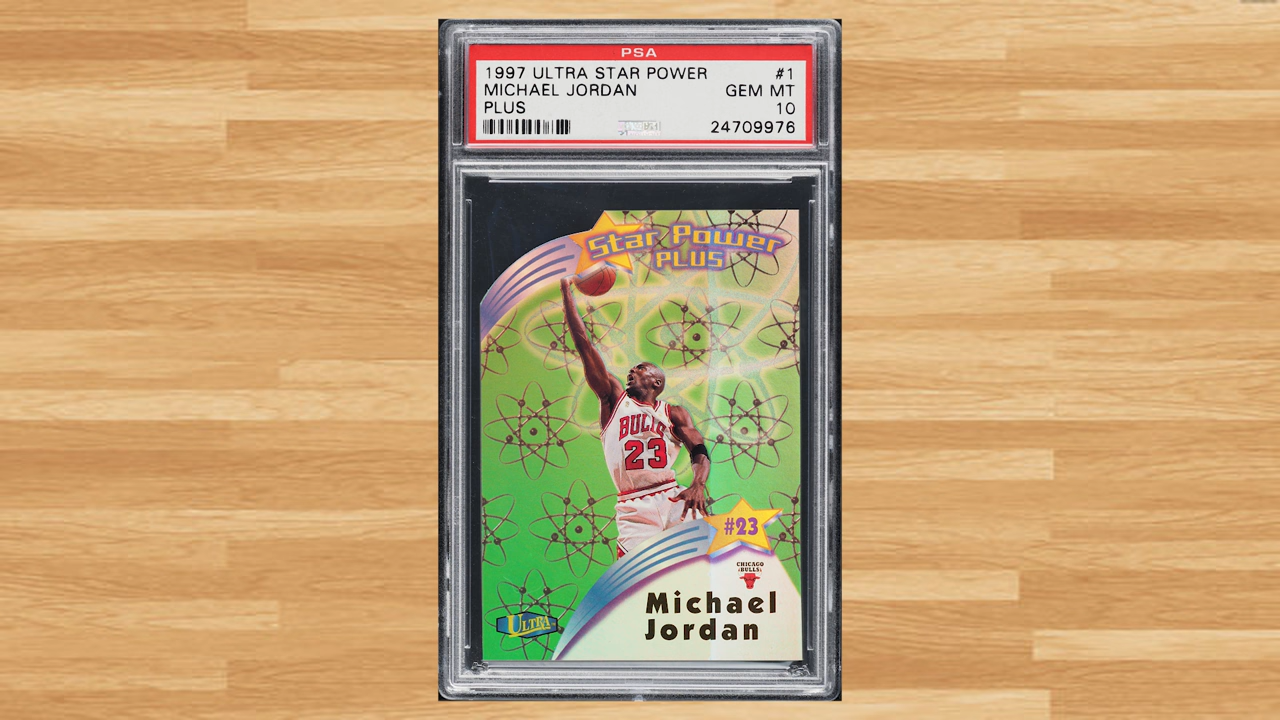 PSA
1997 ULTRA STAR POWER #1
MICHAEL JORDAN GEM MT
PLUS 10
24709976
Star Power
PLUS
BULLS
23
#23
CHICAGO
BULLS
Michael
Jordan
ULTRA